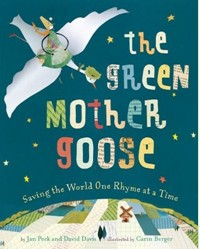 the
green
mother
goose
Saving the World One Rhyme at a Time
by Jan Peck and David Davis illustrated by Carin Berger